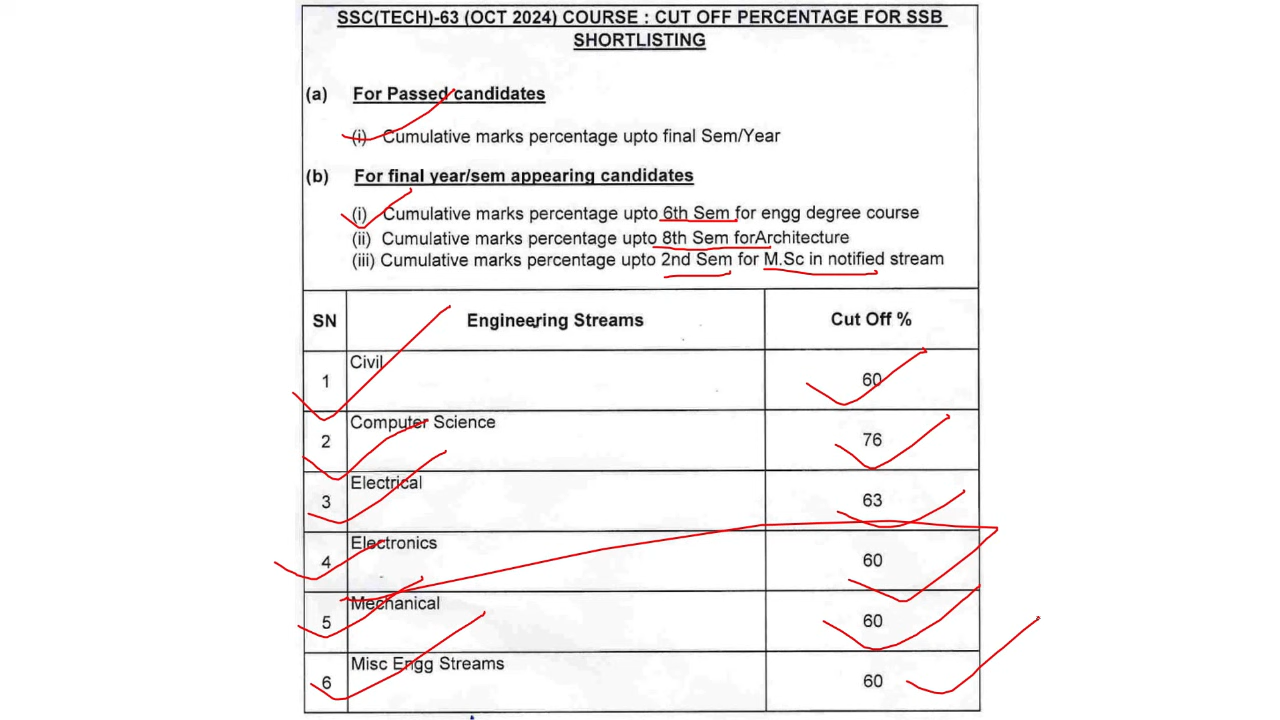 SSC(TECH)-63 (OCT 2024) COURSE : CUT OFF PERCENTAGE FOR SSB
SHORTLISTING
(a) For Passed candidates
(i) Cumulative marks percentage upto final Sem/Year
(b) For final year/sem appearing candidates
(i) Cumulative marks percentage upto 6th Sem for engg degree course
(ii) Cumulative marks percentage upto 8th Sem forArchitecture
(iii) Cumulative marks percentage upto 2nd Sem for M.Sc in notified stream
SN Engineering Streams Cut Off %
1 Civil 60
2 Computer Science 76
3 Electrical 63
4 Electronics 60
5 Mechanical 60
6 Misc Engg Streams 60